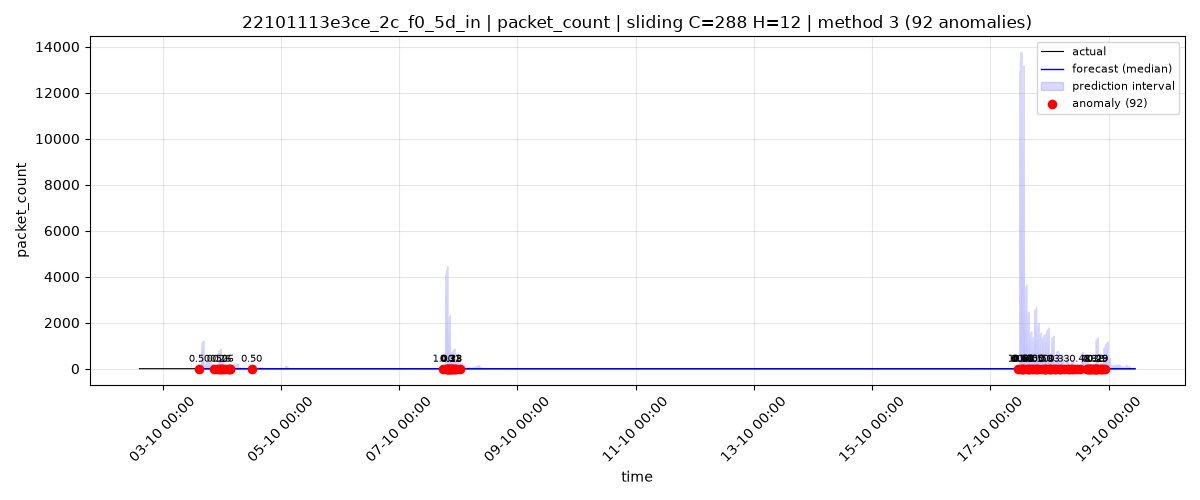 22101113e3ce_2c_f0_5d_in | packet_count | sliding C=288 H=12 | method 3 (92 anomalies)
actual
forecast (median)
prediction interval
anomaly (92)
packet_count
14000
12000
10000
8000
6000
4000
2000
0
0.50
0.50
03-10 00:00
05-10 00:00
07-10 00:00
09-10 00:00
11-10 00:00
13-10 00:00
15-10 00:00
17-10 00:00
19-10 00:00
time